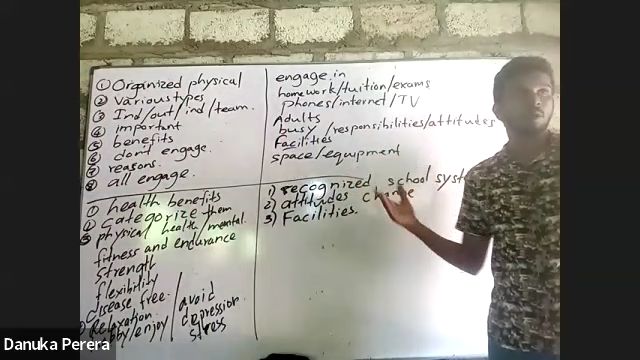 ① Organized physical
② Various types
③ Ind/out/ind/team.
④ important
⑤ benefits
⑥ don't engage.
⑦ reasons.
⑧ all engage.
engage in
homework/tuition/exams
phones/internet/TV
Adults
busy/responsibilities/attitudes
Facilities
space/equipment
① health benefits
categorize them
physical health/mental.
fitness and endurance
strength
flexibility
disease free.
Relaxation
enjoy
avoid
depression
stress
1) recognized school
2) attitudes change
3) Facilities.
Danuka Perera